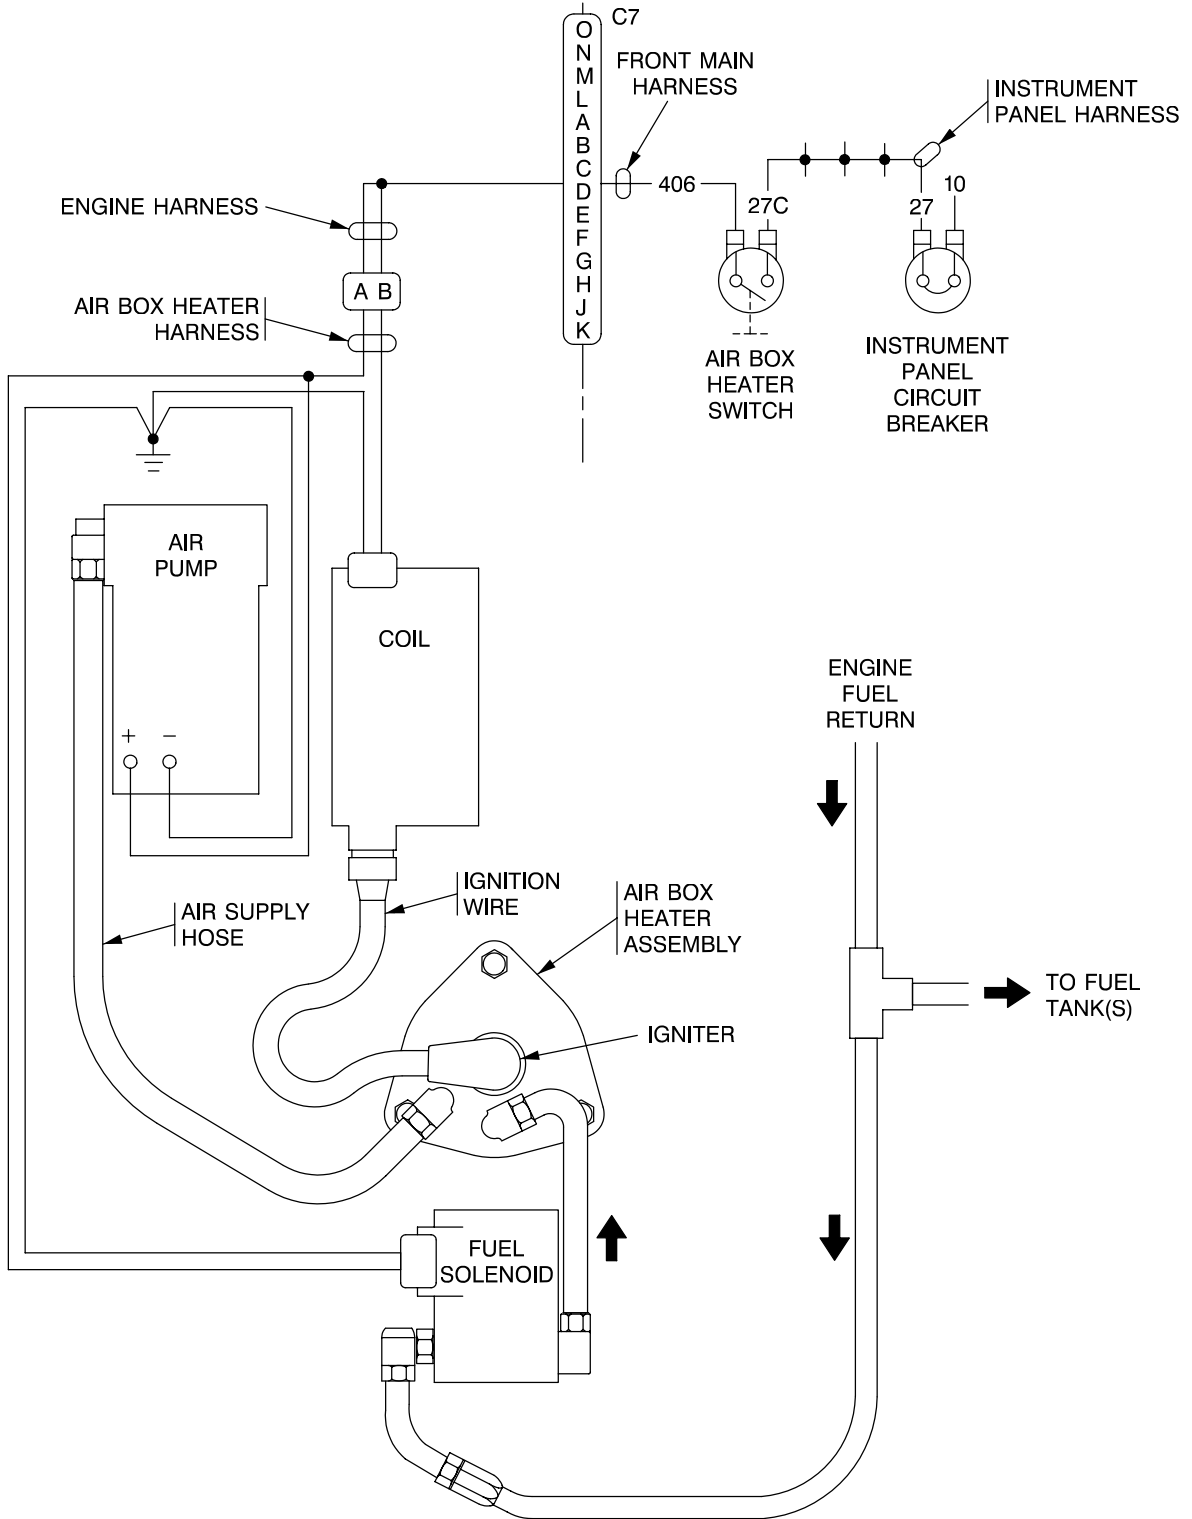 C7
O
N
M
L
A
B
C
D
E
F
G
H
J
K
FRONT MAIN
HARNESS
INSTRUMENT
PANEL HARNESS
406
27C
27
10
ENGINE HARNESS
A B
AIR BOX HEATER
HARNESS
AIR BOX
HEATER
SWITCH
INSTRUMENT
PANEL
CIRCUIT
BREAKER
AIR
PUMP
+ −
COIL
ENGINE
FUEL
RETURN
IGNITION
WIRE
AIR SUPPLY
HOSE
AIR BOX
HEATER
ASSEMBLY
TO FUEL
TANK(S)
IGNITER
FUEL
SOLENOID